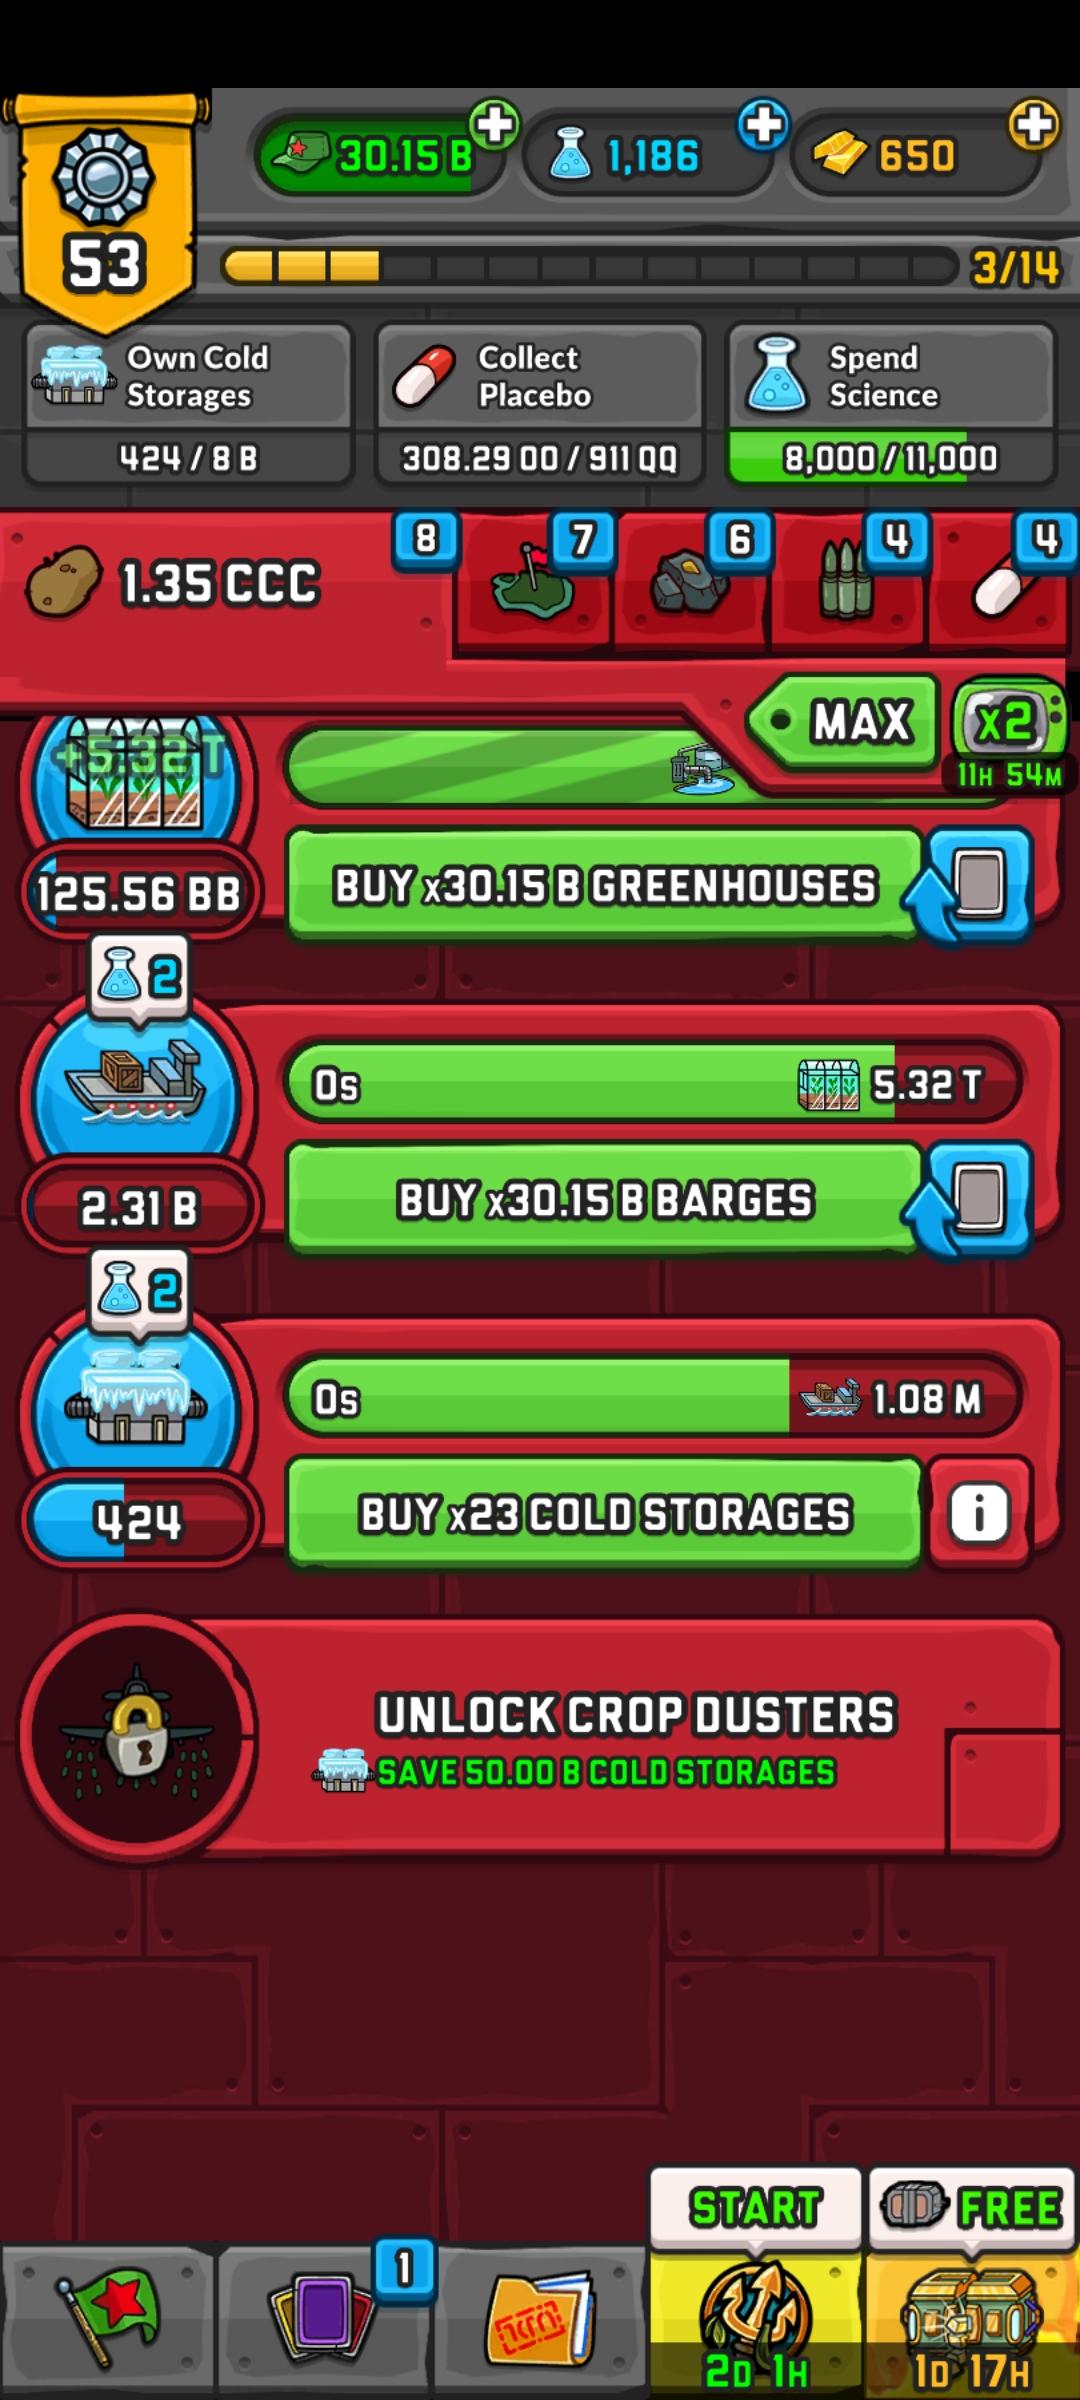 53
30.15 B
1,186
650
3/14
Own Cold
Storages
424 / 8 B
Collect
Placebo
308.29 OO / 911 QQ
Spend
Science
8,000 / 11,000
1.35 CCC
8
7
6
4
4
MAX
x2
11H 54M
+5.32 T
125.56 BB
BUY x30.15 B GREENHOUSES
2
0s
5.32 T
2.31 B
BUY x30.15 B BARGES
2
0s
1.08 M
424
BUY x23 COLD STORAGES
i
UNLOCK CROP DUSTERS
SAVE 50.00 B COLD STORAGES
START
FREE
1
2D 1H
1D 17H